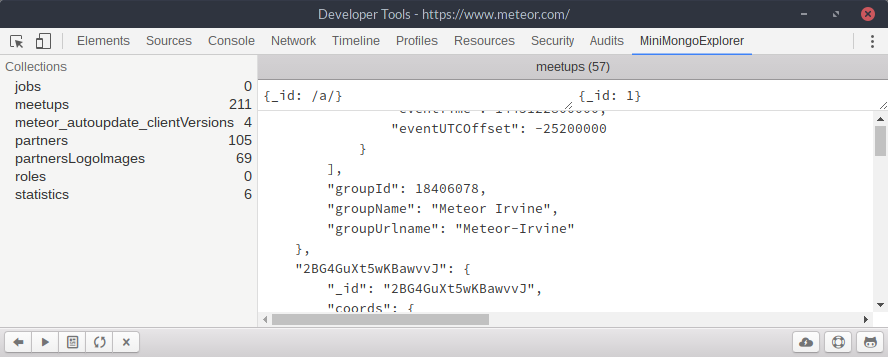 Developer Tools - https://www.meteor.com/
Elements Sources Console Network Timeline Profiles Resources Security Audits MiniMongoExplorer
Collections
jobs 0
meetups 211
meteor_autoupdate_clientVersions 4
partners 105
partnersLogoImages 69
roles 0
statistics 6
meetups (57)
{_id: /a/} {_id: 1}
"eventUTCOffset": -25200000
}
],
"groupId": 18406078,
"groupName": "Meteor Irvine",
"groupUrlname": "Meteor-Irvine"
},
"2BG4GuXt5wKBawvvJ": {
"_id": "2BG4GuXt5wKBawvvJ",
"coords": {